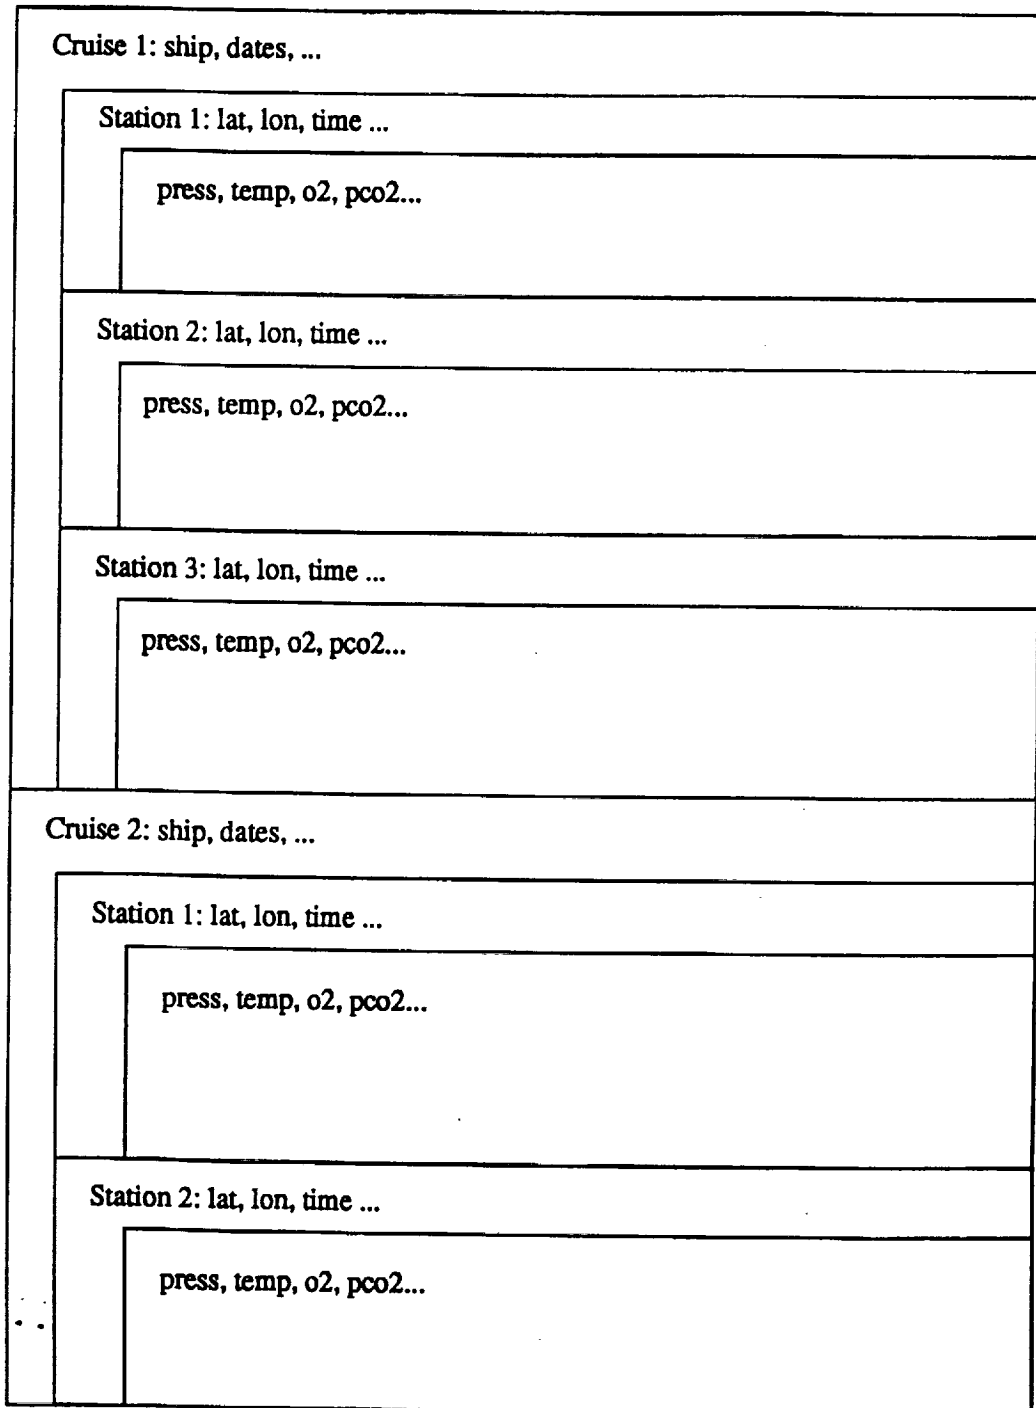 Cruise 1: ship, dates, ...
Station 1: lat, lon, time ...
press, temp, o2, pco2...
Station 2: lat, lon, time ...
press, temp, o2, pco2...
Station 3: lat, lon, time ...
press, temp, o2, pco2...
Cruise 2: ship, dates, ...
Station 1: lat, lon, time ...
press, temp, o2, pco2...
Station 2: lat, lon, time ...
press, temp, o2, pco2...